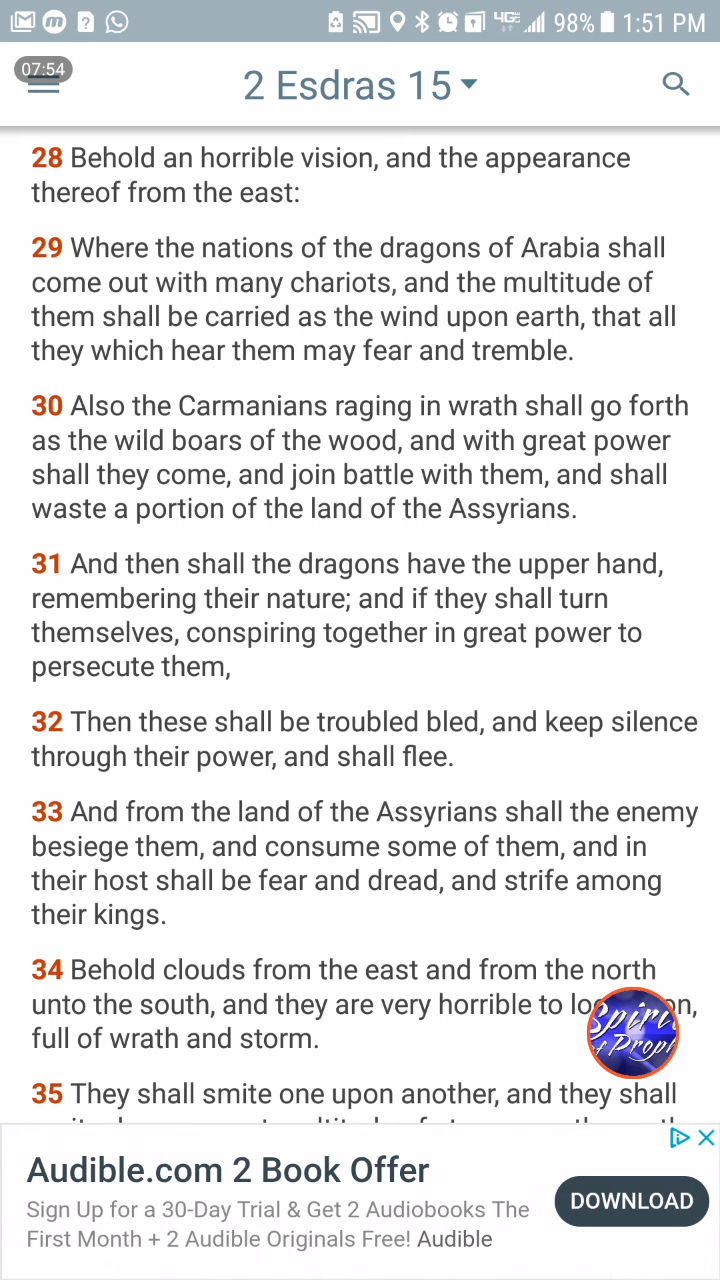 4GE 98% 1:51 PM
07:54
2 Esdras 15
28 Behold an horrible vision, and the appearance
thereof from the east:
29 Where the nations of the dragons of Arabia shall
come out with many chariots, and the multitude of
them shall be carried as the wind upon earth, that all
they which hear them may fear and tremble.
30 Also the Carmanians raging in wrath shall go forth
as the wild boars of the wood, and with great power
shall they come, and join battle with them, and shall
waste a portion of the land of the Assyrians.
31 And then shall the dragons have the upper hand,
remembering their nature; and if they shall turn
themselves, conspiring together in great power to
persecute them,
32 Then these shall be troubled bled, and keep silence
through their power, and shall flee.
33 And from the land of the Assyrians shall the enemy
besiege them, and consume some of them, and in
their host shall be fear and dread, and strife among
their kings.
34 Behold clouds from the east and from the north
unto the south, and they are very horrible to
full of wrath and storm.
35 They shall smite one upon another, and they shall
Audible.com 2 Book Offer
Sign Up for a 30-Day Trial & Get 2 Audiobooks The
First Month + 2 Audible Originals Free! Audible
DOWNLOAD